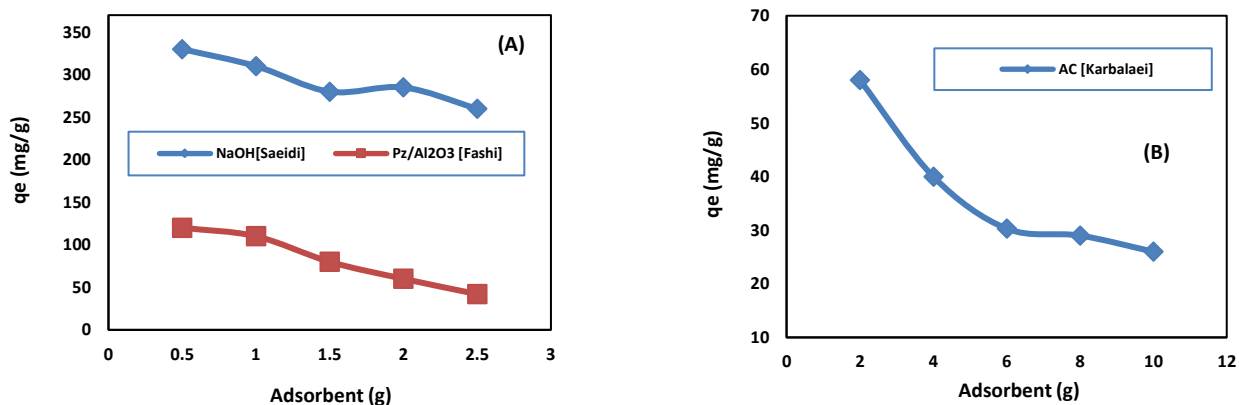 350
300
250
200
150
100
50
0
qe (mg/g)
(A)
NaOH[Saeidi]
Pz/Al2O3 [Fashi]
0 0.5 1 1.5 2 2.5 3
Adsorbent (g)
70
60
50
40
30
20
10
qe (mg/g)
AC [Karbalaei]
(B)
0 2 4 6 8 10 12
Adsorbent (g)